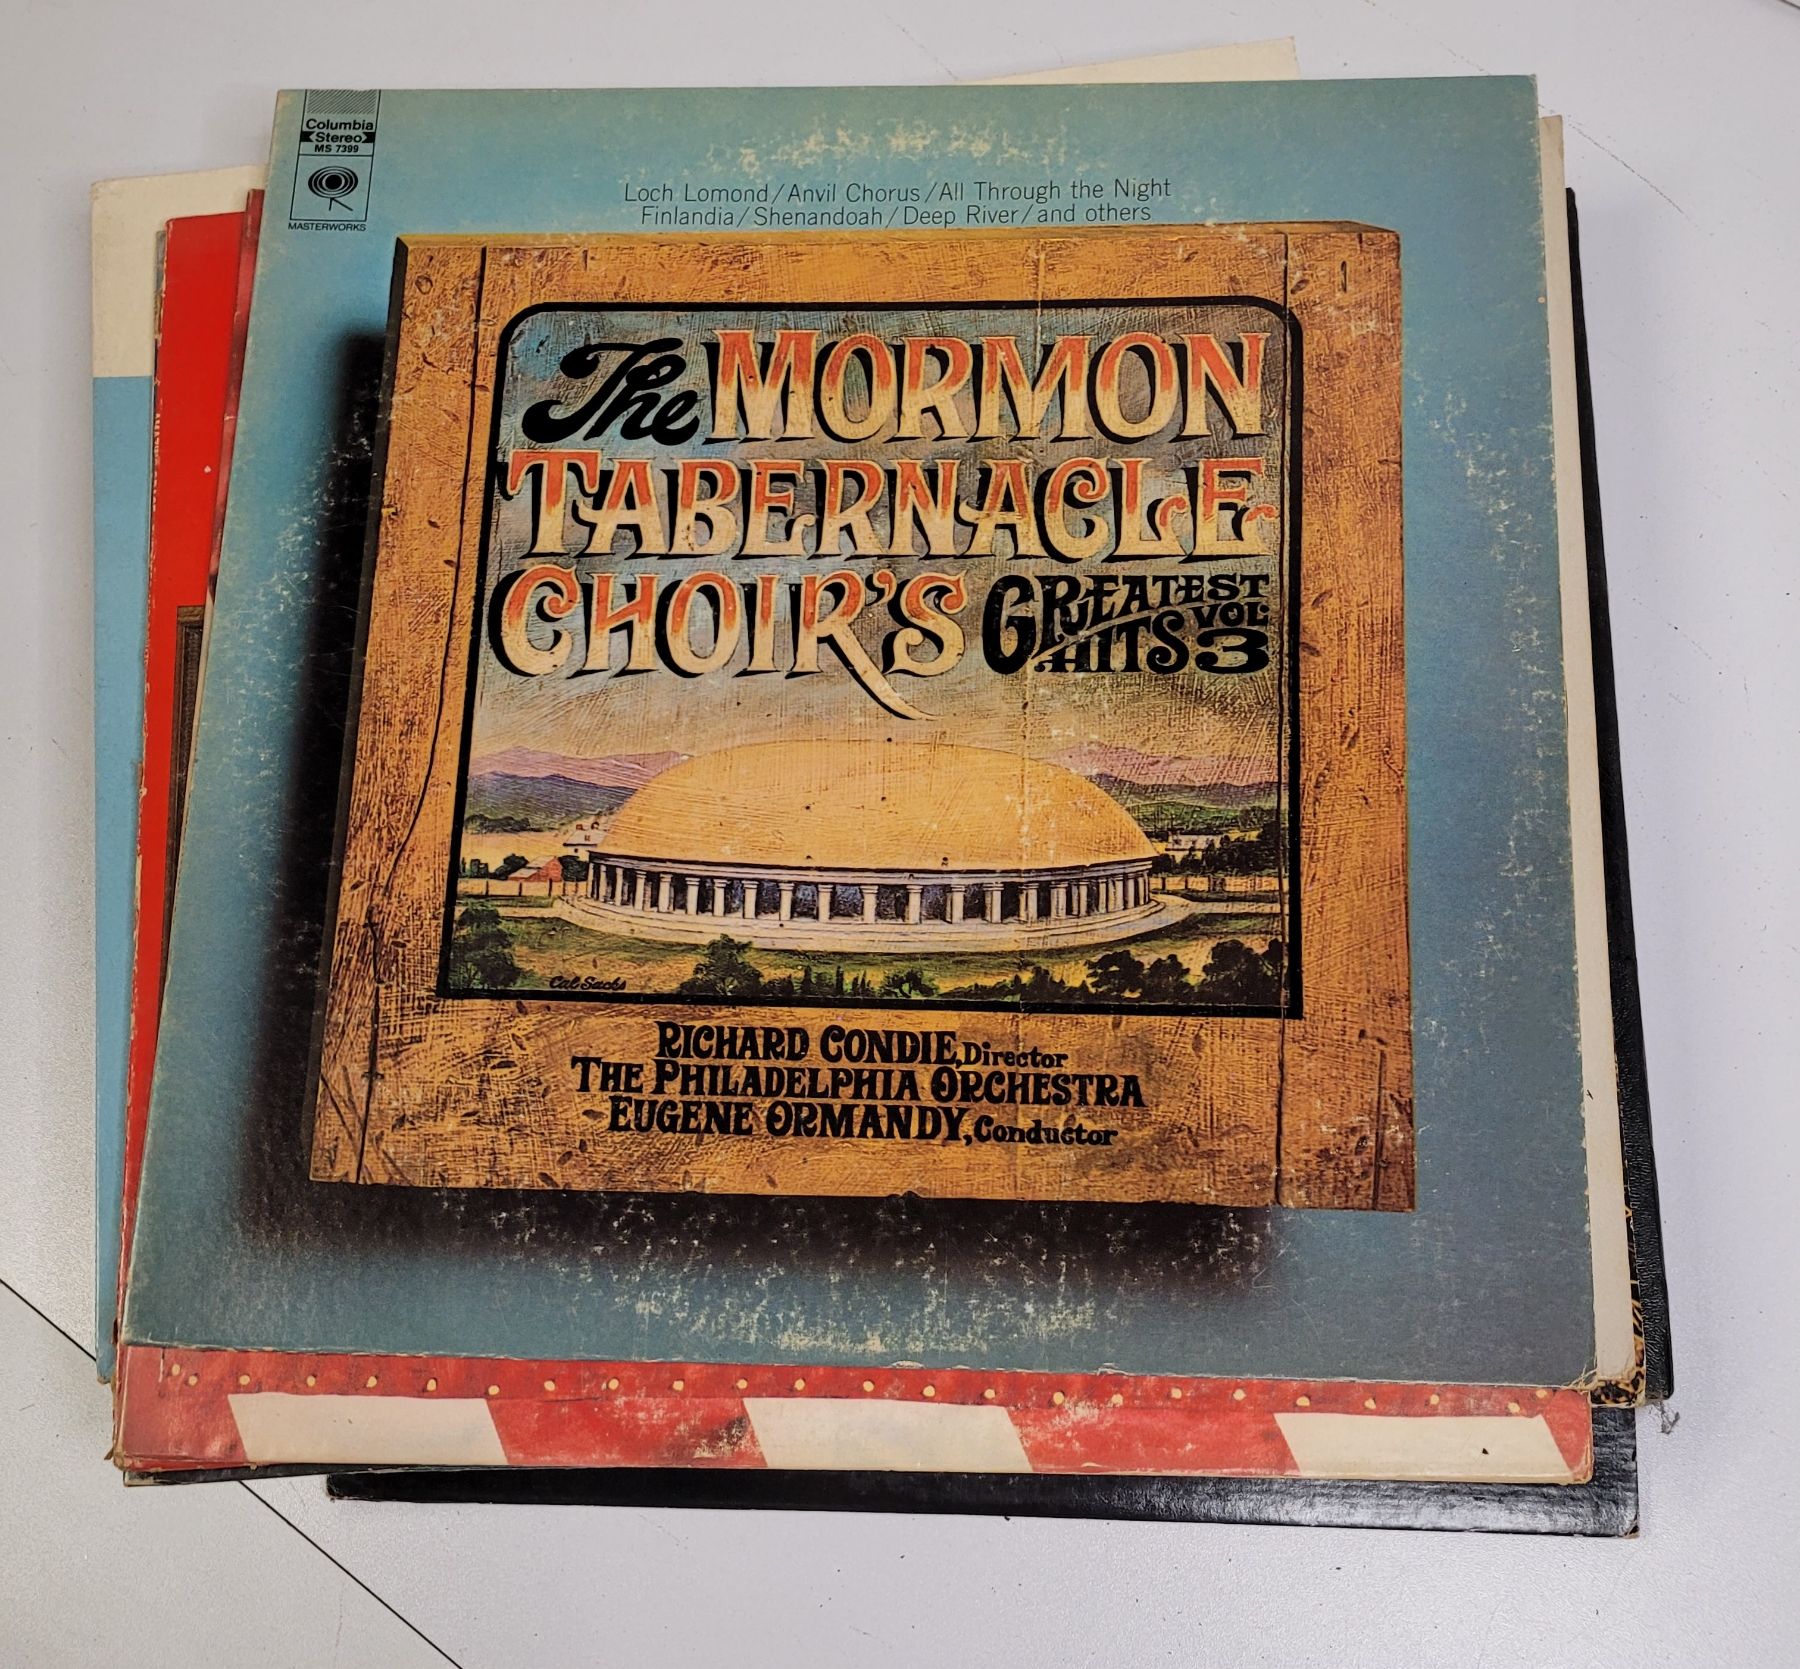 Columbia
Stereo
MS 7399
MASTERWORKS
Loch Lomond/Anvil Chorus/All Through the Night
Finlandia/Shenandoah/Deep River/and others
The MORMON
TABERNACLE
CHOIR'S GREATEST HITS VOL: 3
Cal Sacks
RICHARD CONDIE, Director
THE PHILADELPHIA ORCHESTRA
EUGENE ORMANDY, Conductor